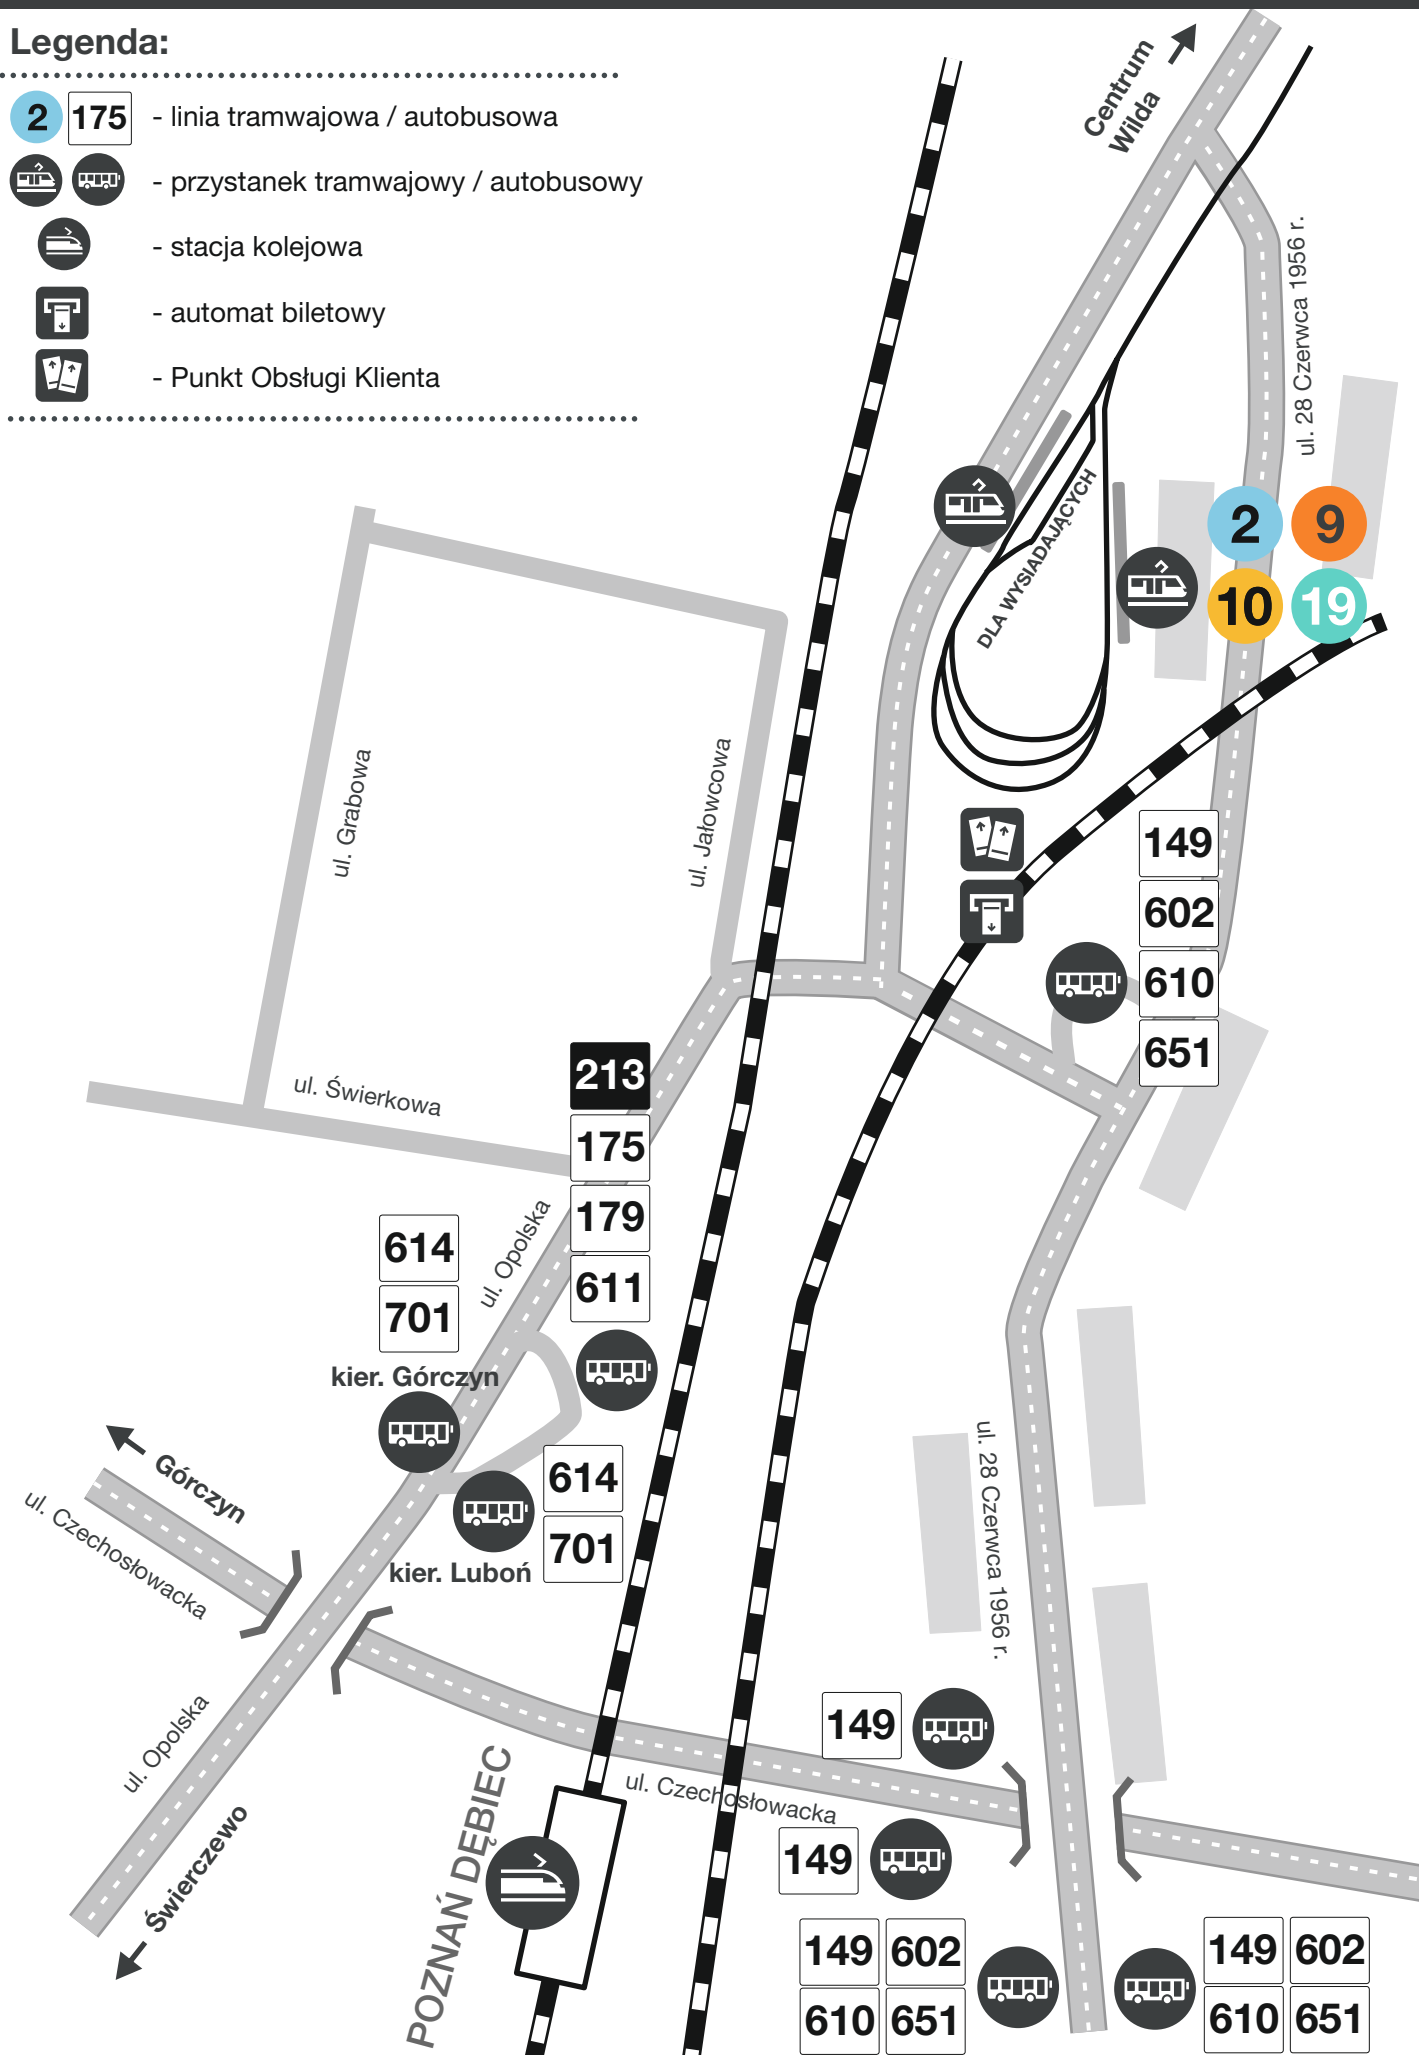 Legenda:
2 175 - linia tramwajowa / autobusowa
- przystanek tramwajowy / autobusowy
- stacja kolejowa
- automat biletowy
- Punkt Obsługi Klienta
Centrum
Wilda
ul. 28 Czerwca 1956 r.
DLA WYSIADAJĄCYCH
2 9
10 19
ul. Grabowa
ul. Jałowcowa
149
602
610
651
ul. Świerkowa
213
175
179
611
ul. Opolska
614
701
kier. Górczyn
614
701
kier. Luboń
Górczyn
ul. Czechosłowacka
ul. 28 Czerwca 1956 r.
ul. Opolska
Świerczewo
POZNAŃ DĘBIEC
149
ul. Czechosłowacka
149
149 602
610 651
149 602
610 651